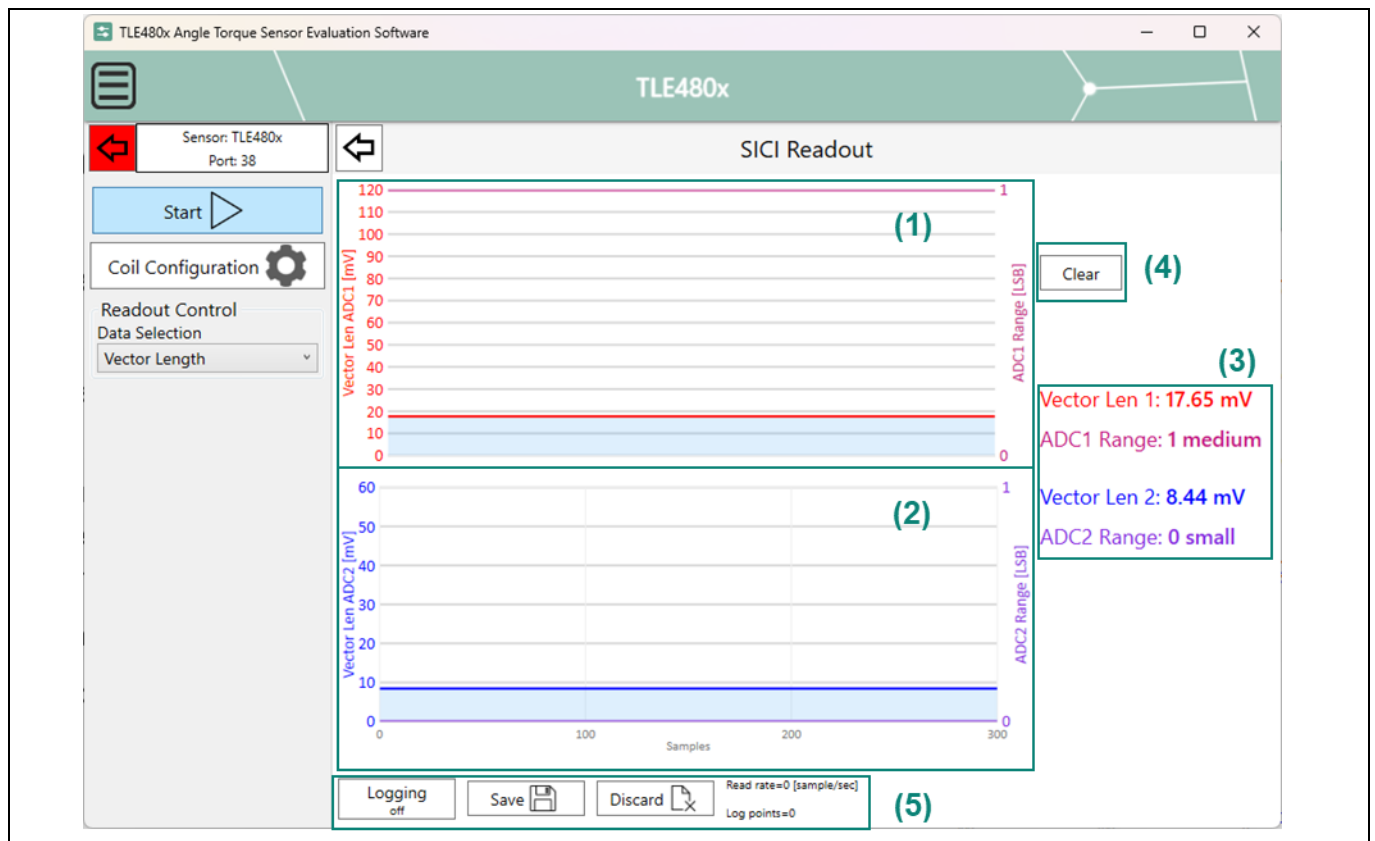 TLE480x Angle Torque Sensor Evaluation Software
TLE480x
Sensor: TLE480x
Port: 38
SICI Readout
Start
Coil Configuration
Readout Control
Data Selection
Vector Length
120
110
100
90
80
70
60
50
40
30
20
10
0
Vector Len ADC1 [mV]
1
0
ADC1 Range [LSB]
(1)
60
50
40
30
20
10
0
Vector Len ADC2 [mV]
1
0
ADC2 Range [LSB]
(2)
0
100
200
300
Samples
Clear
(4)
(3)
Vector Len 1: 17.65 mV
ADC1 Range: 1 medium
Vector Len 2: 8.44 mV
ADC2 Range: 0 small
Logging
off
Save
Discard
Read rate=0 [sample/sec]
Log points=0
(5)